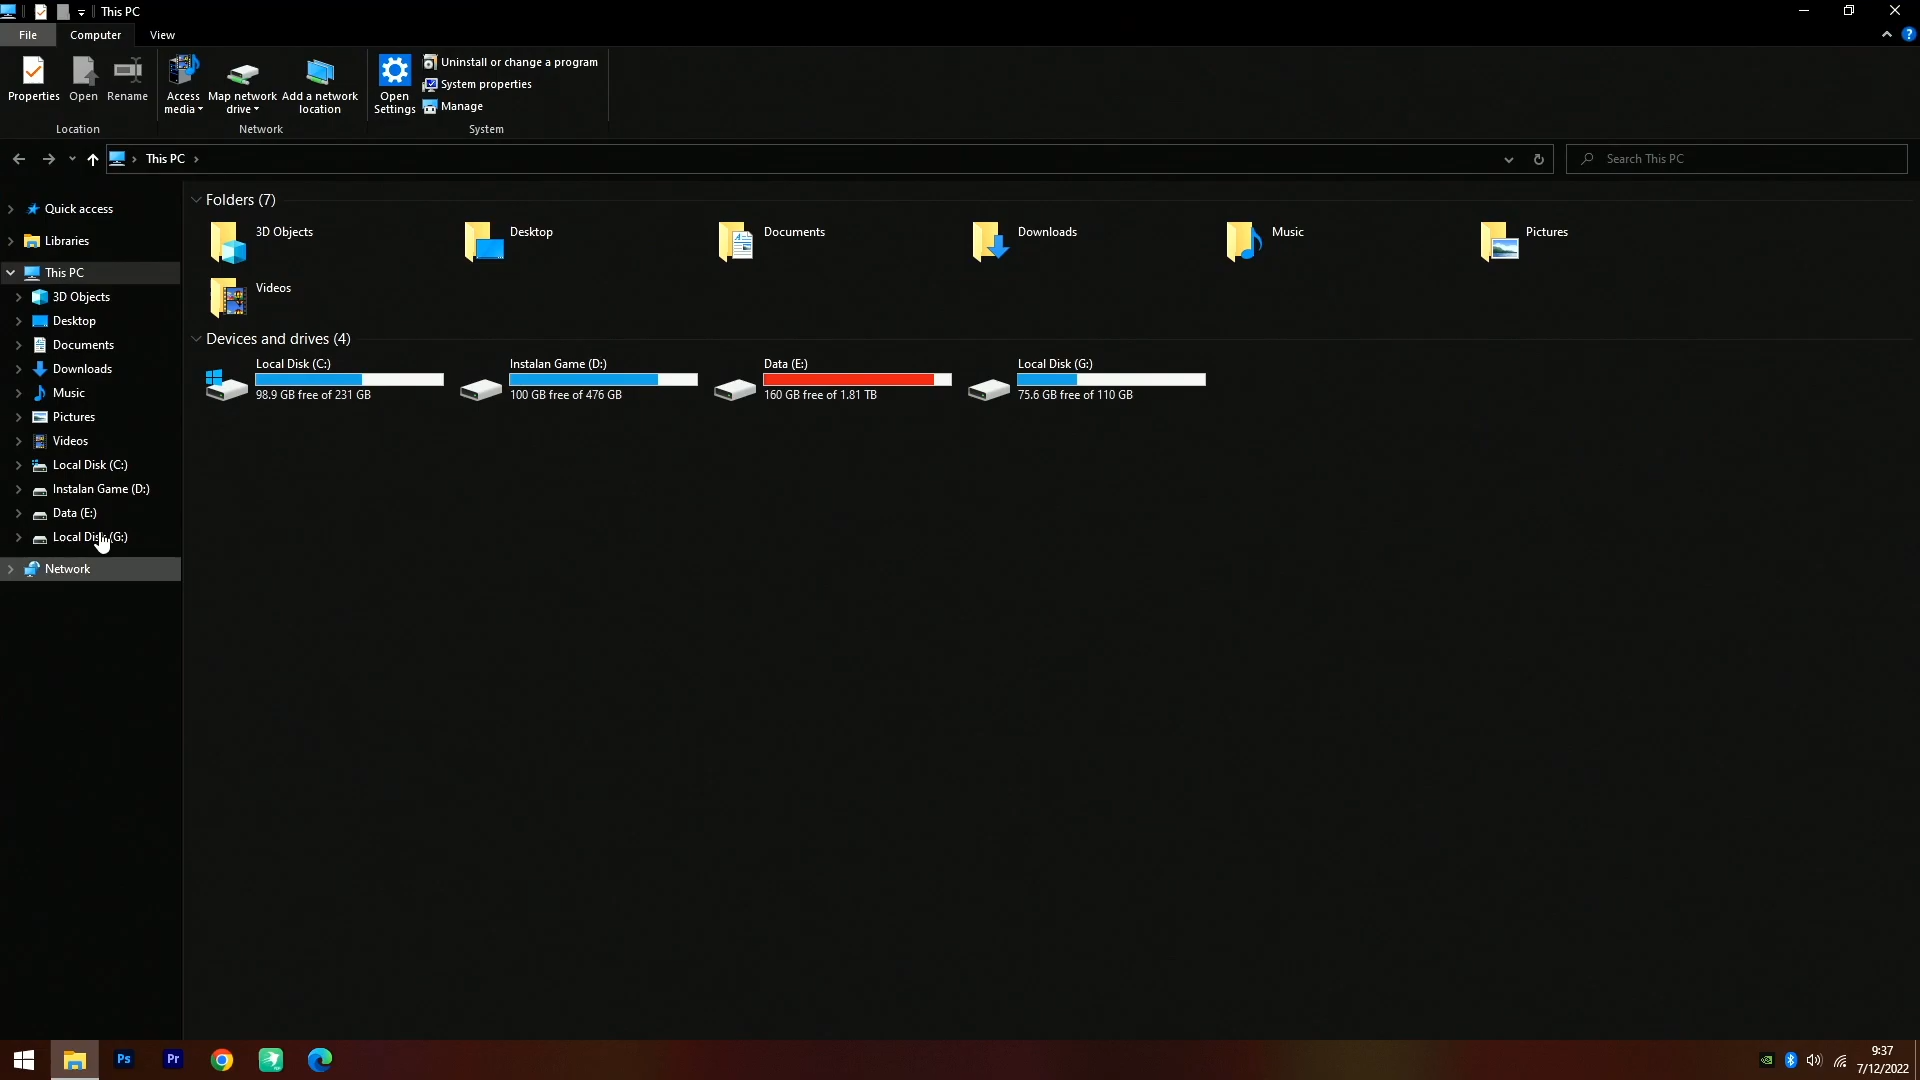 This PC
File Computer View
Properties Open Rename Access media Map network drive Add a network location Open Settings
Uninstall or change a program
System properties
Manage
Location Network System
This PC
Search This PC
Quick access
Libraries
This PC
3D Objects
Desktop
Documents
Downloads
Music
Pictures
Videos
Local Disk (C:)
Instalan Game (D:)
Data (E:)
Local Disk (G:)
Network
Folders (7)
3D Objects Desktop Documents Downloads Music Pictures
Videos
Devices and drives (4)
Local Disk (C:) Instalan Game (D:) Data (E:) Local Disk (G:)
98.9 GB free of 231 GB 100 GB free of 476 GB 160 GB free of 1.81 TB 75.6 GB free of 110 GB
Ps Pr
9:37
7/12/2022